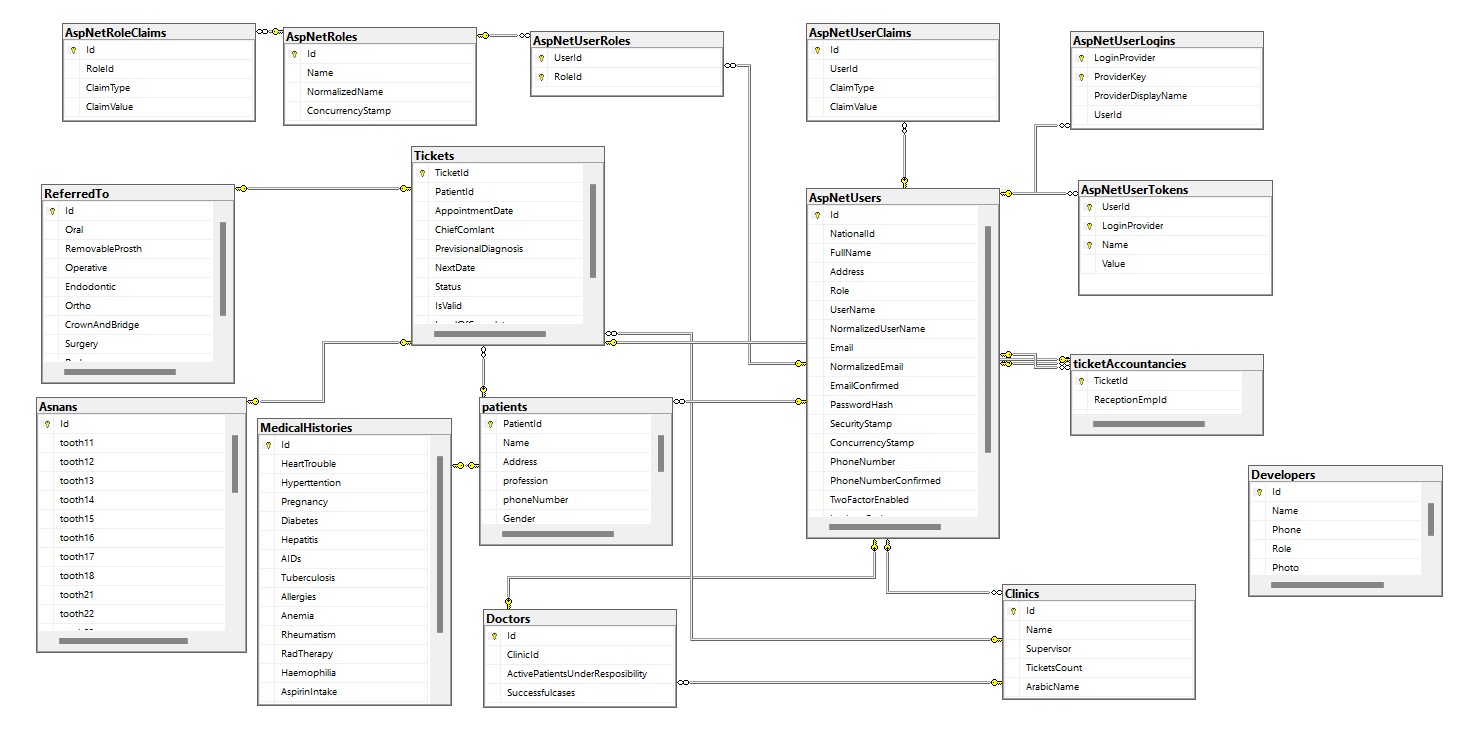 AspNetRoleClaims
Id
RoleId
ClaimType
ClaimValue
AspNetRoles
Id
Name
NormalizedName
ConcurrencyStamp
AspNetUserRoles
UserId
RoleId
AspNetUserClaims
Id
UserId
ClaimType
ClaimValue
AspNetUserLogins
LoginProvider
ProviderKey
ProviderDisplayName
UserId
ReferredTo
Id
Oral
RemovableProsth
Operative
Endodontic
Ortho
CrownAndBridge
Surgery
Tickets
TicketId
PatientId
AppointmentDate
ChiefComlant
PrevisionalDiagnosis
NextDate
Status
IsValid
AspNetUsers
Id
NationalId
FullName
Address
Role
UserName
NormalizedUserName
Email
NormalizedEmail
EmailConfirmed
PasswordHash
SecurityStamp
ConcurrencyStamp
PhoneNumber
PhoneNumberConfirmed
TwoFactorEnabled
AspNetUserTokens
UserId
LoginProvider
Name
Value
Asnans
Id
tooth11
tooth12
tooth13
tooth14
tooth15
tooth16
tooth17
tooth18
tooth21
tooth22
MedicalHistories
Id
HeartTrouble
Hyperttention
Pregnancy
Diabetes
Hepatitis
AIDs
Tuberculosis
Allergies
Anemia
Rheumatism
RadTherapy
Haemophilia
AspirinIntake
patients
PatientId
Name
Address
profession
phoneNumber
Gender
ticketAccountancies
TicketId
ReceptionEmpId
Doctors
Id
ClinicId
ActivePatientsUnderResposibility
Successfulcases
Clinics
Id
Name
Supervisor
TicketsCount
ArabicName
Developers
Id
Name
Phone
Role
Photo